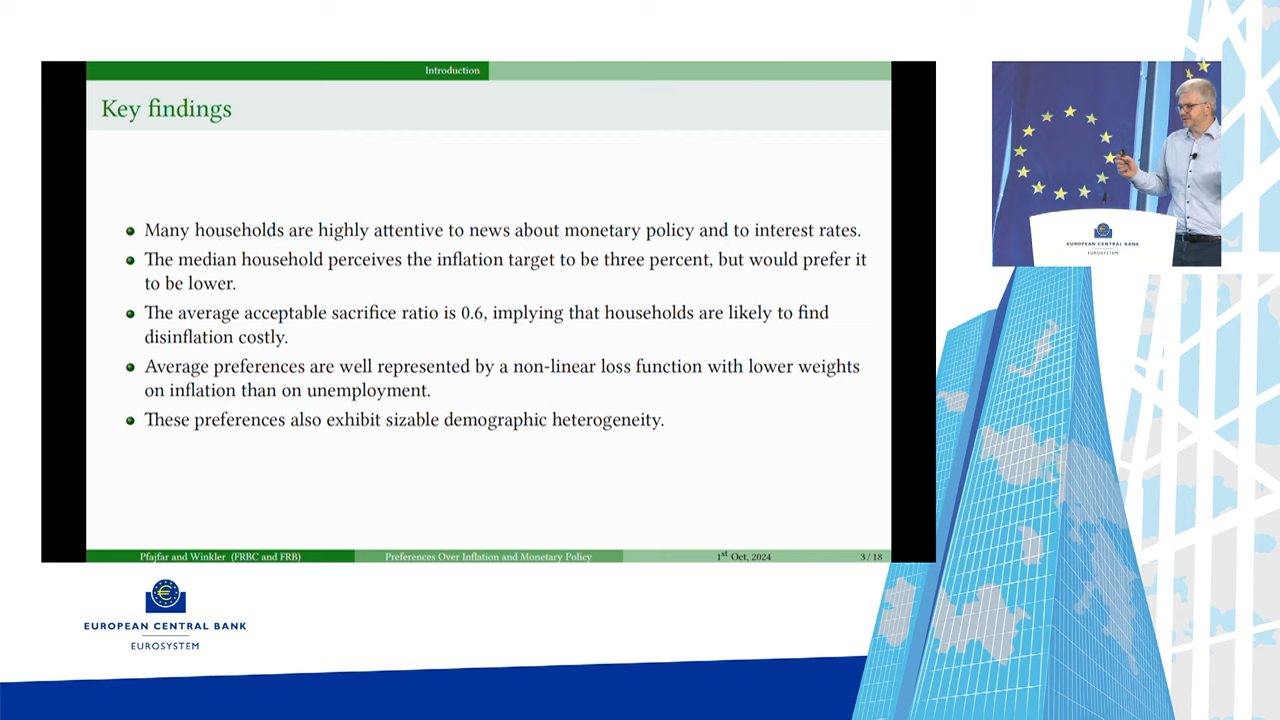 Introduction
Key findings
Many households are highly attentive to news about monetary policy and to interest rates.
The median household perceives the inflation target to be three percent, but would prefer it
to be lower.
The average acceptable sacrifice ratio is 0.6, implying that households are likely to find
disinflation costly.
Average preferences are well represented by a non-linear loss function with lower weights
on inflation than on unemployment.
These preferences also exhibit sizable demographic heterogeneity.
Pfajfar and Winkler (FRBC and FRB)
Preferences Over Inflation and Monetary Policy
1st Oct, 2024
3 / 18
EUROPEAN CENTRAL BANK
EUROSYSTEM
EUROPEAN CENTRAL BANK
EUROSYSTEM